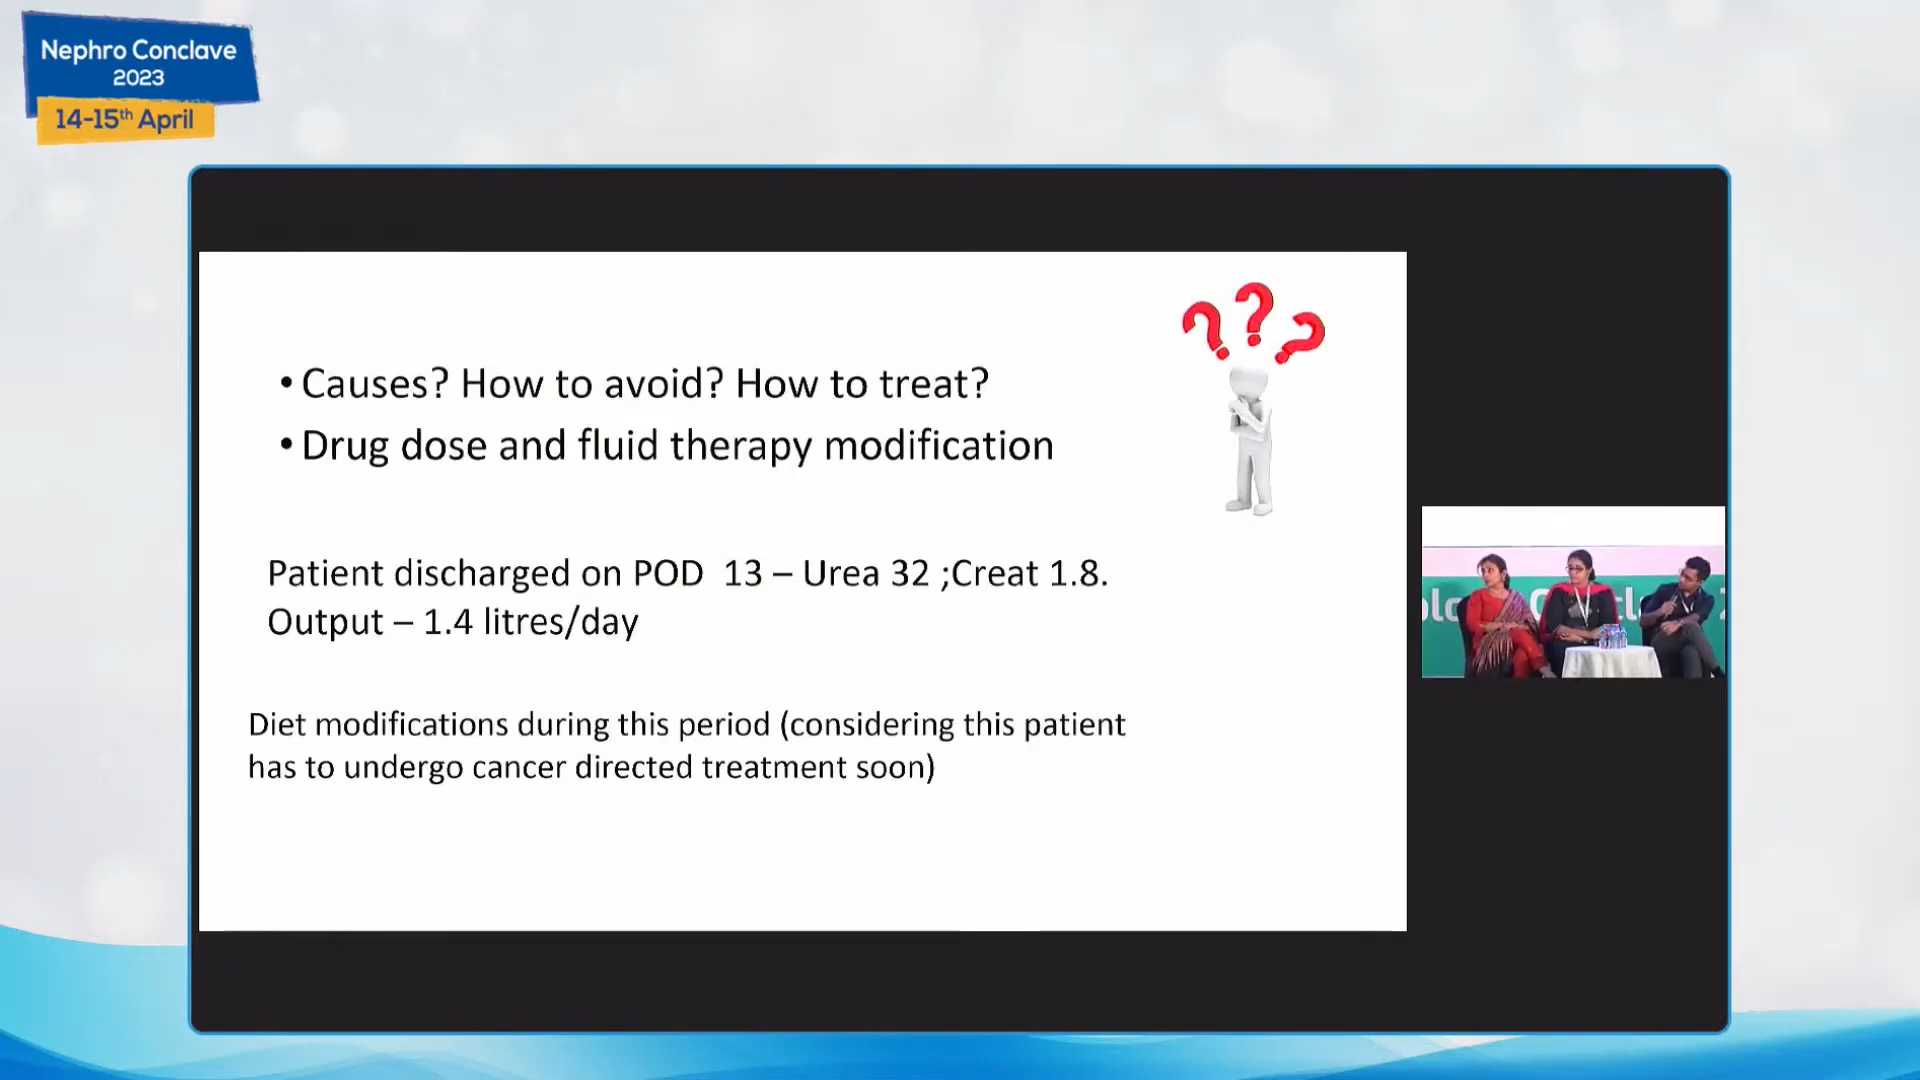 Nephro Conclave
2023
14-15th April
• Causes? How to avoid? How to treat?
• Drug dose and fluid therapy modification
Patient discharged on POD 13 – Urea 32 ;Creat 1.8.
Output – 1.4 litres/day
Diet modifications during this period (considering this patient
has to undergo cancer directed treatment soon)